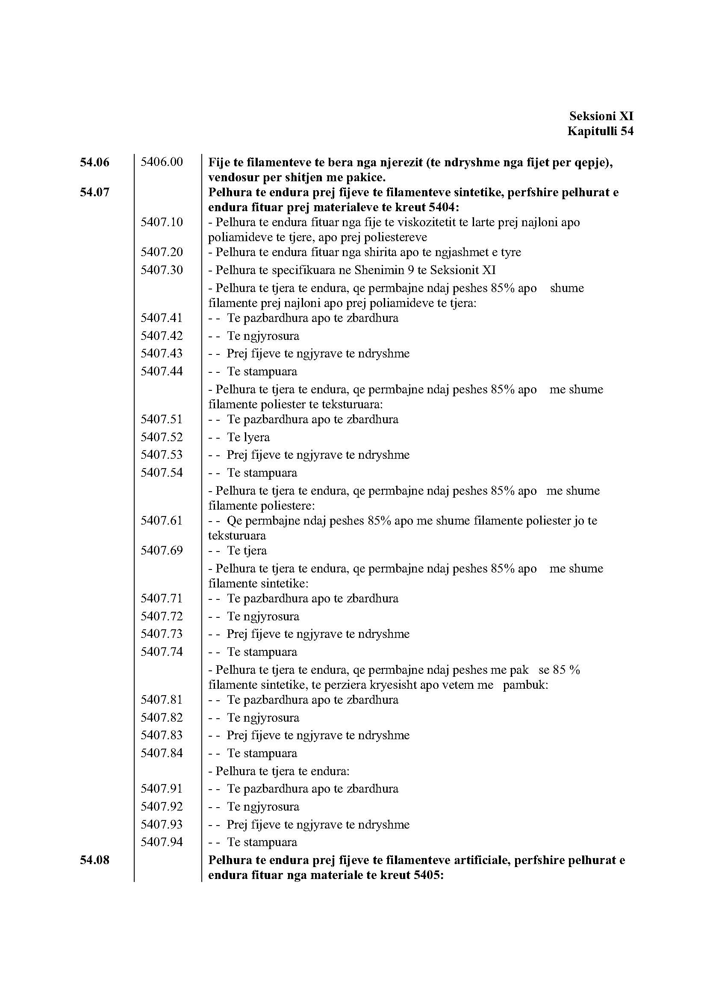 Seksioni XI
Kapitulli 54
54.06 5406.00 Fije te filamenteve te bera nga njerezit (te ndryshme nga fijet per qepje),
vendosur per shitjen me pakice.
54.07 Pelhura te endura prej fijeve te filamenteve sintetike, perfshire pelhurat e
endura fituar prej materialeve te kreut 5404:
5407.10 - Pelhura te endura fituar nga fije te viskozitetit te larte prej najloni apo
poliamideve te tjere, apo prej poliestereve
5407.20 - Pelhura te endura fituar nga shirita apo te ngjashmet e tyre
5407.30 - Pelhura te specifikuara ne Shenimin 9 te Seksionit XI
- Pelhura te tjera te endura, qe permbajne ndaj peshes 85% apo shume
filamente prej najloni apo prej poliamideve te tjera:
5407.41 - - Te pazbardhura apo te zbardhura
5407.42 - - Te ngjyrosura
5407.43 - - Prej fijeve te ngjyrave te ndryshme
5407.44 - - Te stampuara
- Pelhura te tjera te endura, qe permbajne ndaj peshes 85% apo me shume
filamente poliester te teksturuara:
5407.51 - - Te pazbardhura apo te zbardhura
5407.52 - - Te lyera
5407.53 - - Prej fijeve te ngjyrave te ndryshme
5407.54 - - Te stampuara
- Pelhura te tjera te endura, qe permbajne ndaj peshes 85% apo me shume
filamente poliestere:
5407.61 - - Qe permbajne ndaj peshes 85% apo me shume filamente poliester jo te
teksturuara
5407.69 - - Te tjera
- Pelhura te tjera te endura, qe permbajne ndaj peshes 85% apo me shume
filamente sintetike:
5407.71 - - Te pazbardhura apo te zbardhura
5407.72 - - Te ngjyrosura
5407.73 - - Prej fijeve te ngjyrave te ndryshme
5407.74 - - Te stampuara
- Pelhura te tjera te endura, qe permbajne ndaj peshes me pak se 85 %
filamente sintetike, te perziera kryesisht apo vetem me pambuk:
5407.81 - - Te pazbardhura apo te zbardhura
5407.82 - - Te ngjyrosura
5407.83 - - Prej fijeve te ngjyrave te ndryshme
5407.84 - - Te stampuara
- Pelhura te tjera te endura:
5407.91 - - Te pazbardhura apo te zbardhura
5407.92 - - Te ngjyrosura
5407.93 - - Prej fijeve te ngjyrave te ndryshme
5407.94 - - Te stampuara
54.08 Pelhura te endura prej fijeve te filamenteve artificiale, perfshire pelhurat e
endura fituar nga materiale te kreut 5405: